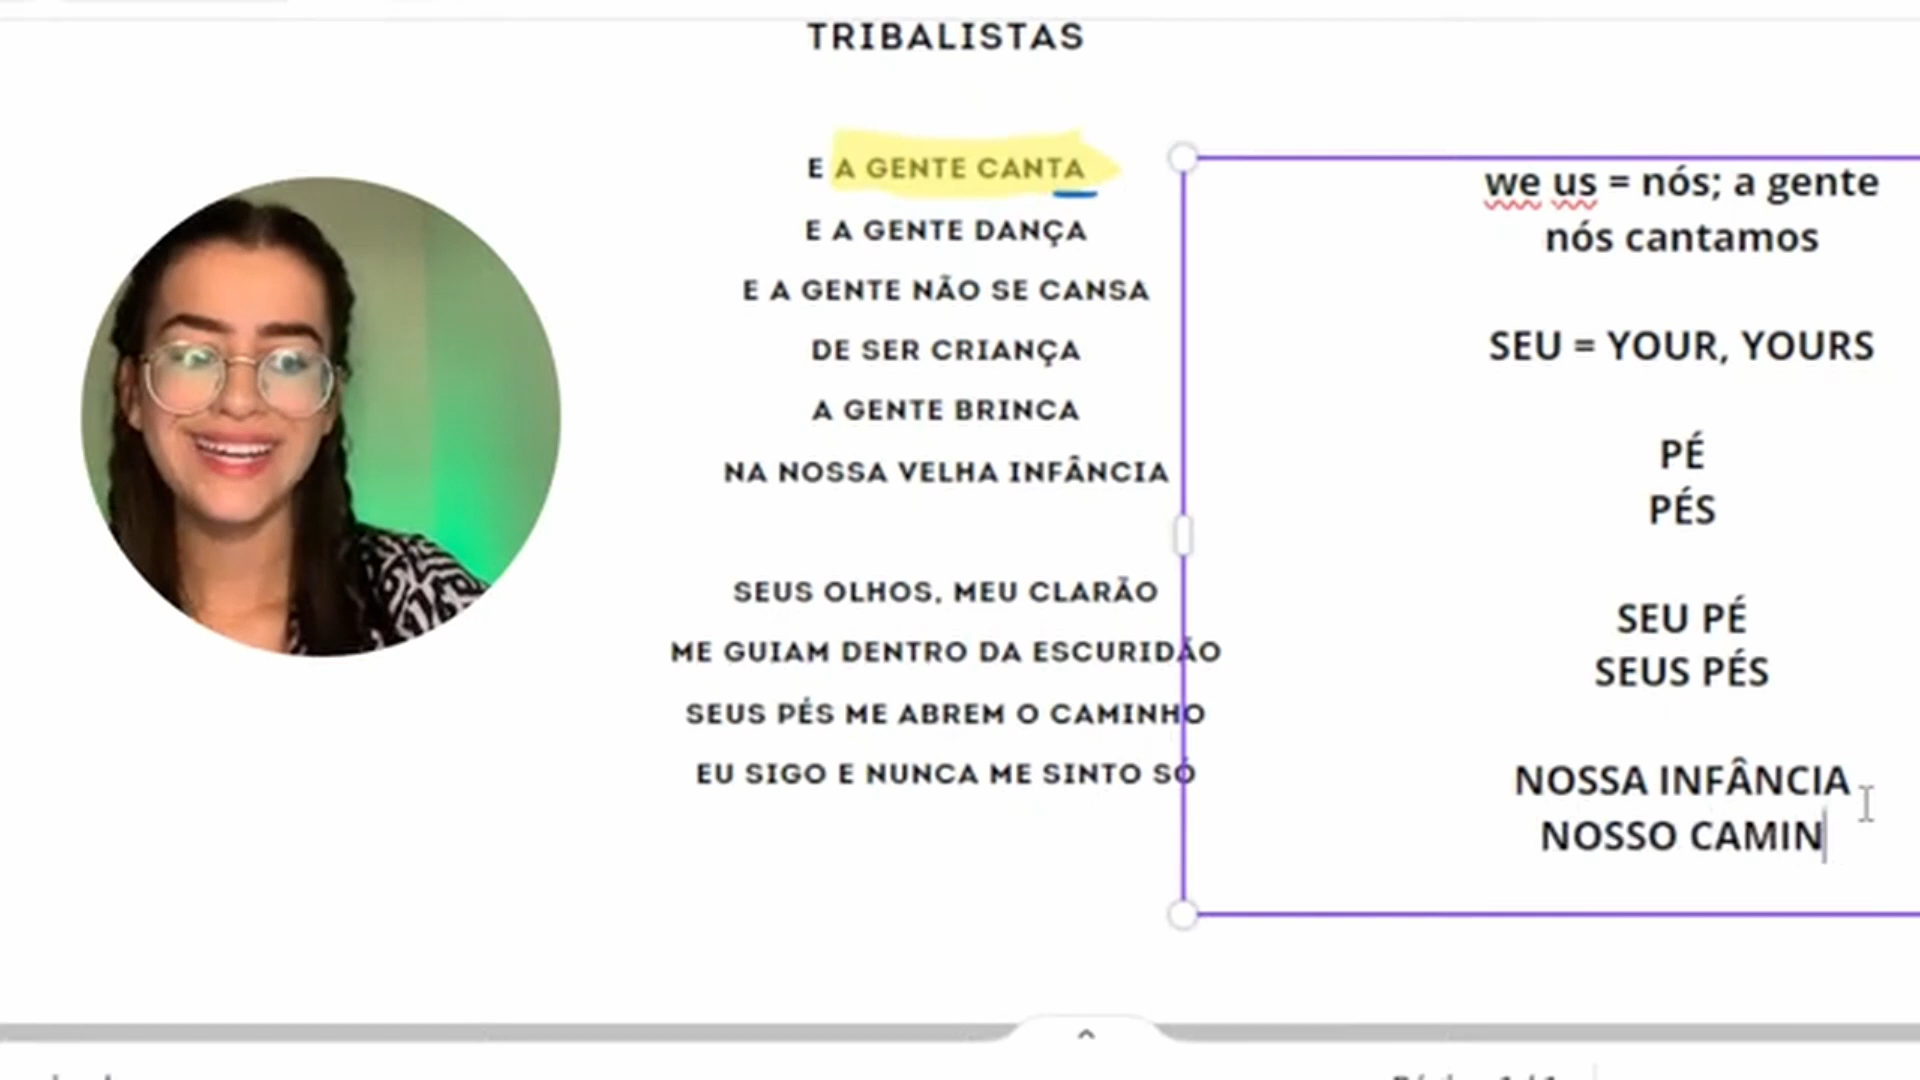 TRIBALISTAS
E A GENTE CANTA
E A GENTE DANÇA
E A GENTE NÃO SE CANSA
DE SER CRIANÇA
A GENTE BRINCA
NA NOSSA VELHA INFÂNCIA
SEUS OLHOS, MEU CLARÃO
ME GUIAM DENTRO DA ESCURIDÃO
SEUS PÉS ME ABREM O CAMINHO
EU SIGO E NUNCA ME SINTO SÓ
we us = nós; a gente
nós cantamos
SEU = YOUR, YOURS
PÉ
PÉS
SEU PÉ
SEUS PÉS
NOSSA INFÂNCIA
NOSSO CAMIN